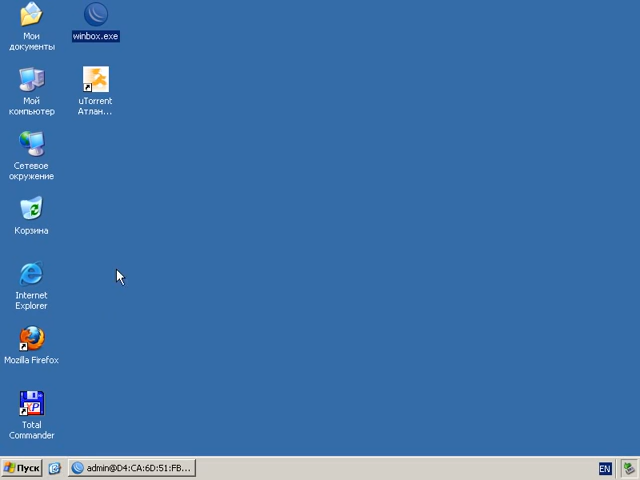 Мои
документы
winbox.exe
Мой
компьютер
uTorrent
Атлан...
Сетевое
окружение
Корзина
Internet
Explorer
Mozilla Firefox
XP
Total
Commander
Пуск
admin@D4:CA:6D:51:FB...
EN